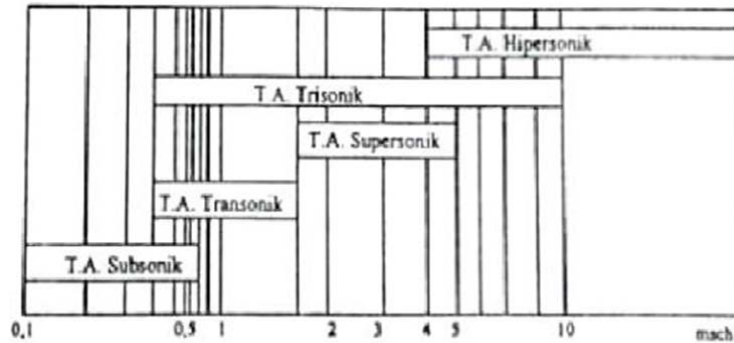 T.A. Hipersonik
T.A. Trisonik
T.A. Supersonik
T.A. Transonik
T.A. Subsonik
0,1 0,5 1 2 3 4 5 10 mach